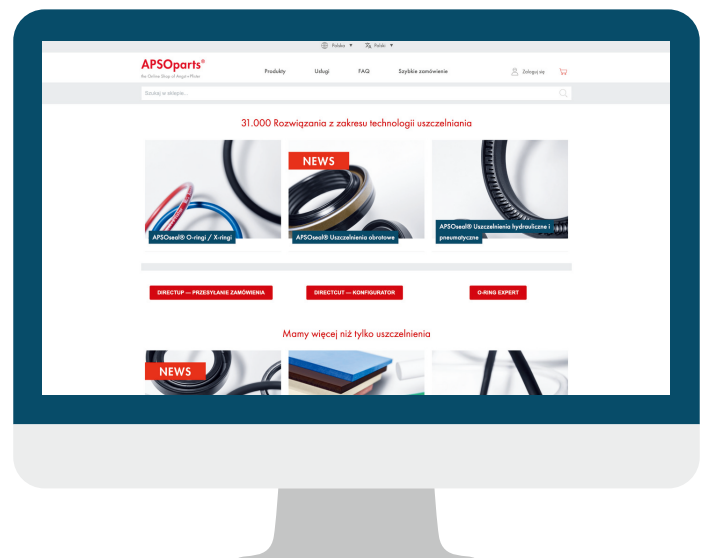 Polska ▼ Polski ▼
APSOparts®
the Online Shop of Angst+Pfister
Produkty Usługi FAQ Szybkie zamówienie Zaloguj się
Szukaj w sklepie...
31.000 Rozwiązania z zakresu technologii uszczelniania
NEWS
APSOseal® O-ringi / X-ringi
APSOseal® Uszczelnienia obrotowe
APSOseal® Uszczelnienia hydrauliczne i
pneumatyczne
DIRECTUP — PRZESYŁANIE ZAMÓWIENIA
DIRECTCUT — KONFIGURATOR
O-RING EXPERT
Mamy więcej niż tylko uszczelnienia
NEWS